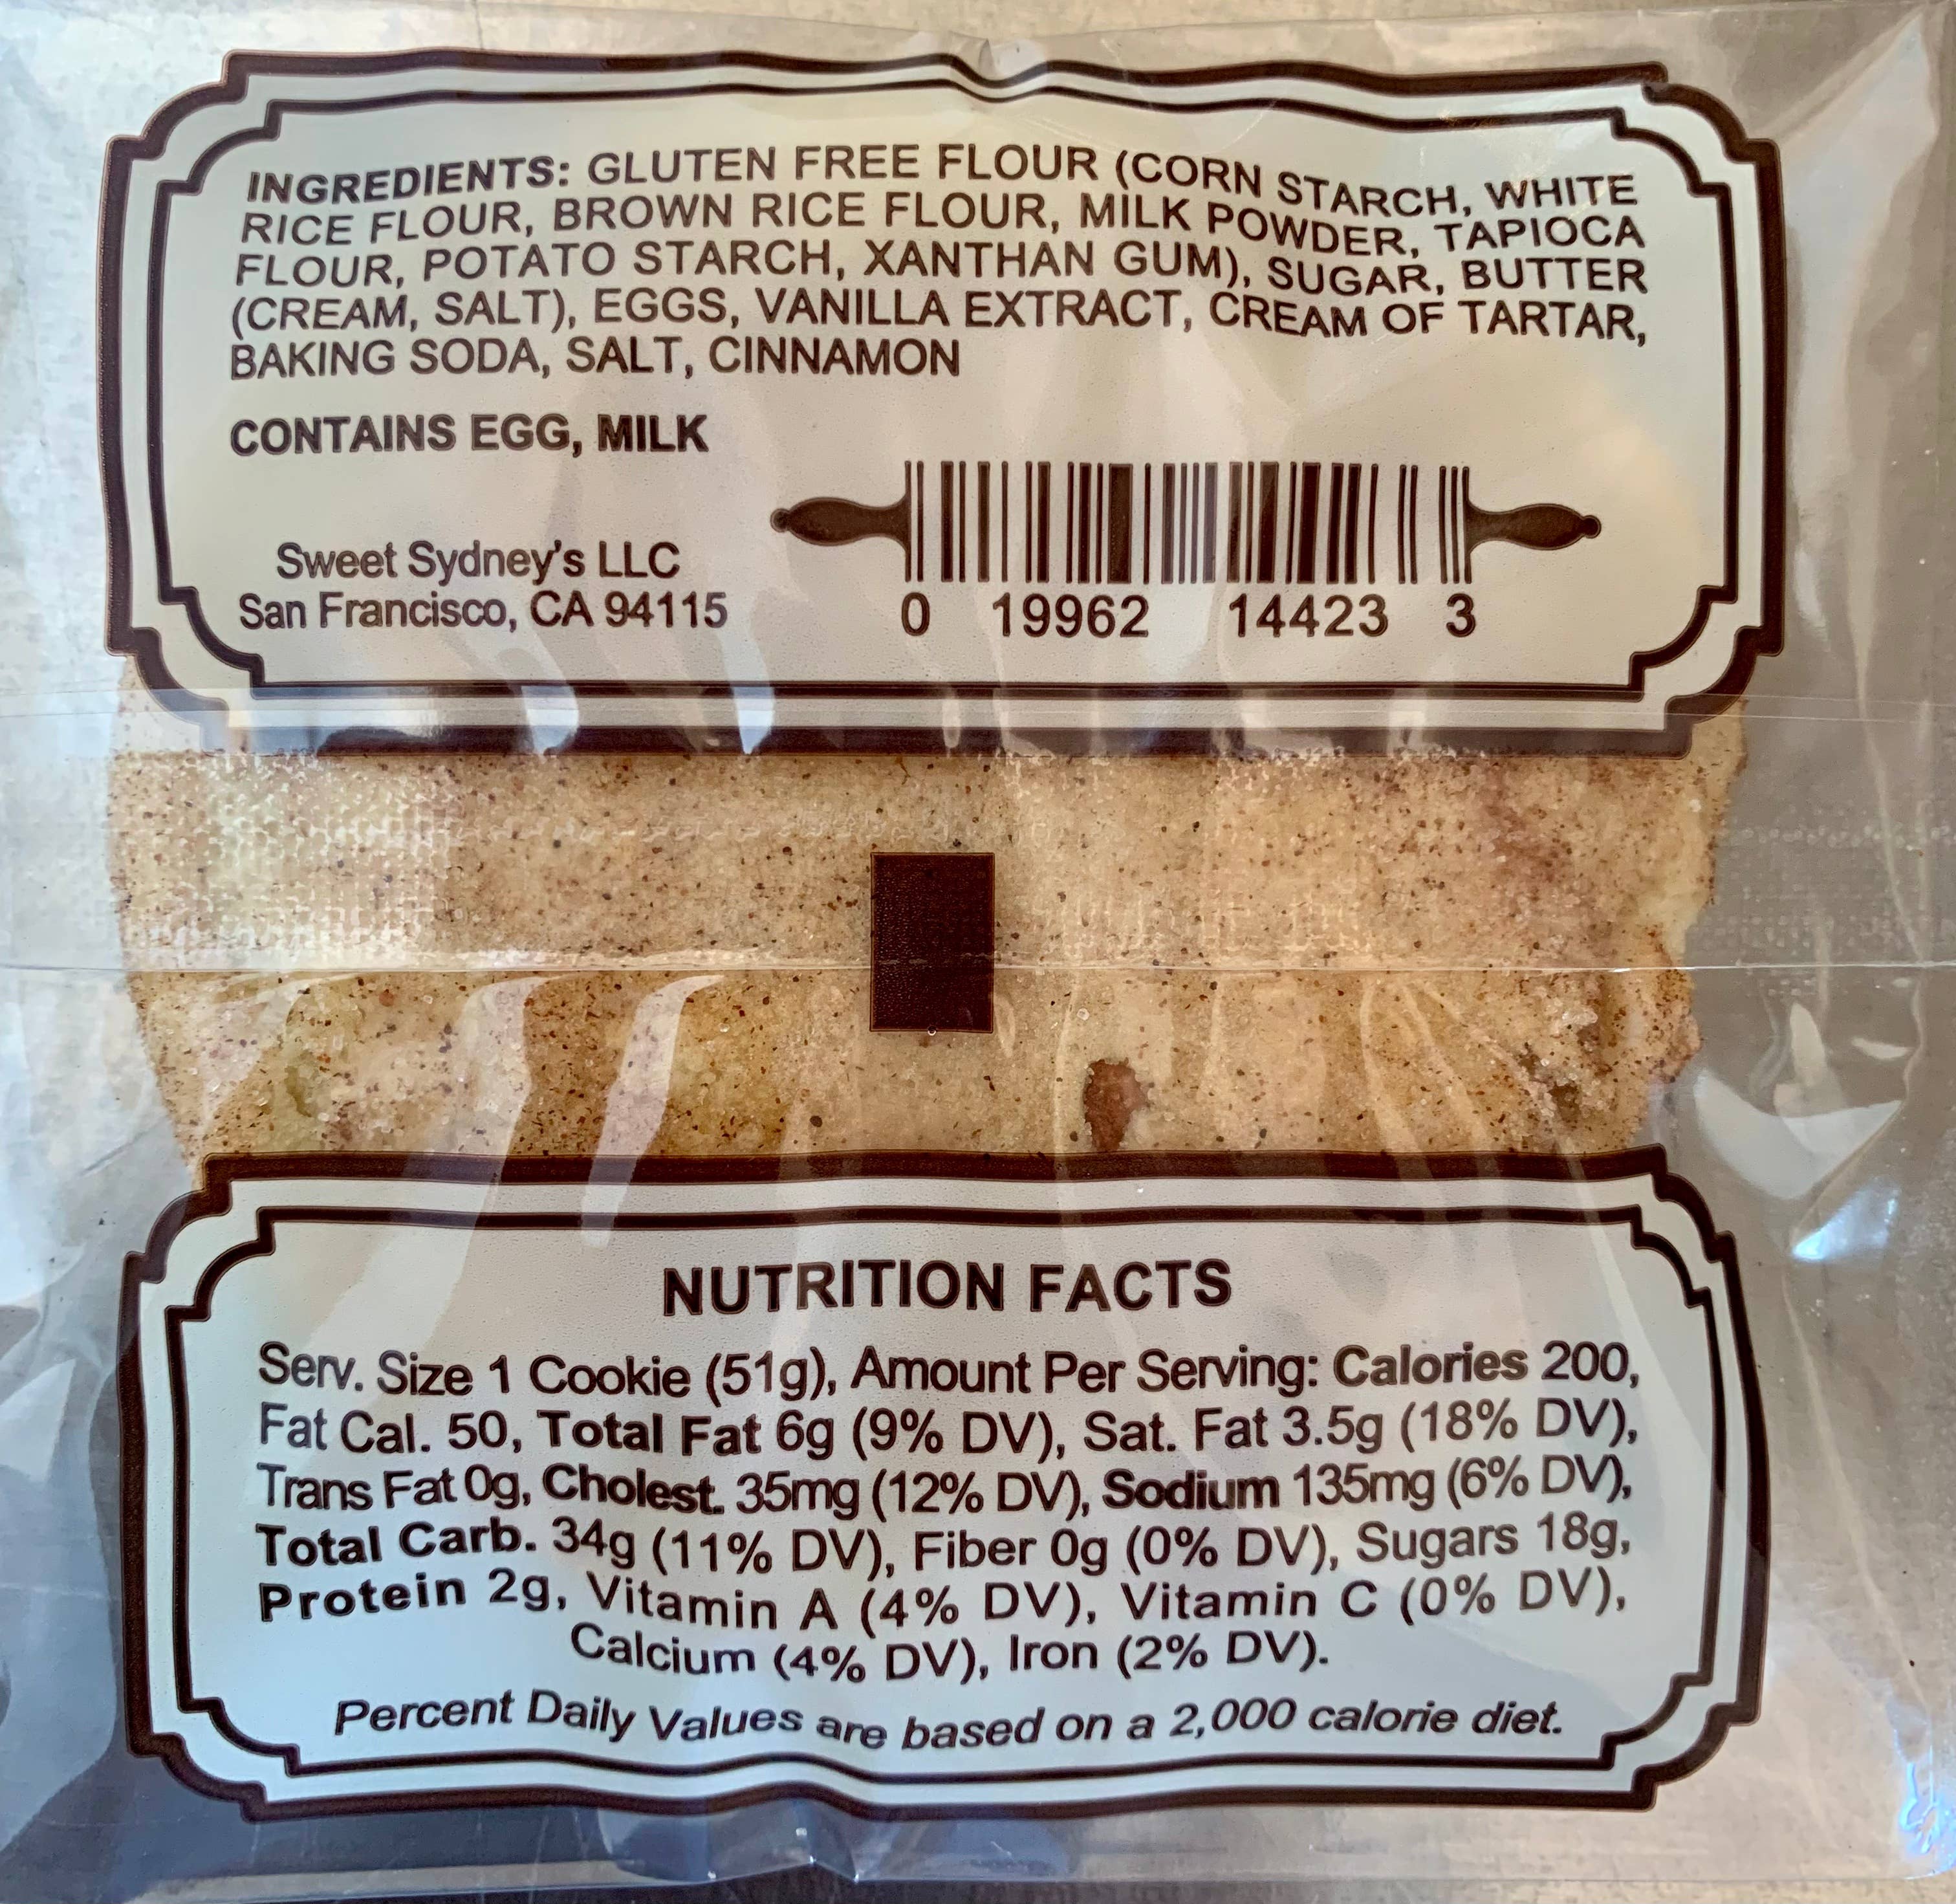 INGREDIENTS: GLUTEN FREE FLOUR (CORN STARCH, WHITE
RICE FLOUR, BROWN RICE FLOUR, MILK POWDER, TAPIOCA
FLOUR, POTATO STARCH, XANTHAN GUM), SUGAR, BUTTER
(CREAM, SALT), EGGS, VANILLA EXTRACT, CREAM OF TARTAR,
BAKING SODA, SALT, CINNAMON
CONTAINS EGG, MILK
Sweet Sydney's LLC
San Francisco, CA 94115
0 19962 14423 3
NUTRITION FACTS
Serv. Size 1 Cookie (51g), Amount Per Serving: Calories 200,
Fat Cal. 50, Total Fat 6g (9% DV), Sat. Fat 3.5g (18% DV),
Trans Fat 0g, Cholest. 35mg (12% DV), Sodium 135mg (6% DV),
Total Carb. 34g (11% DV), Fiber 0g (0% DV), Sugars 18g,
Protein 2g, Vitamin A (4% DV), Vitamin C (0% DV),
Calcium (4% DV), Iron (2% DV).
Percent Daily Values are based on a 2,000 calorie diet.